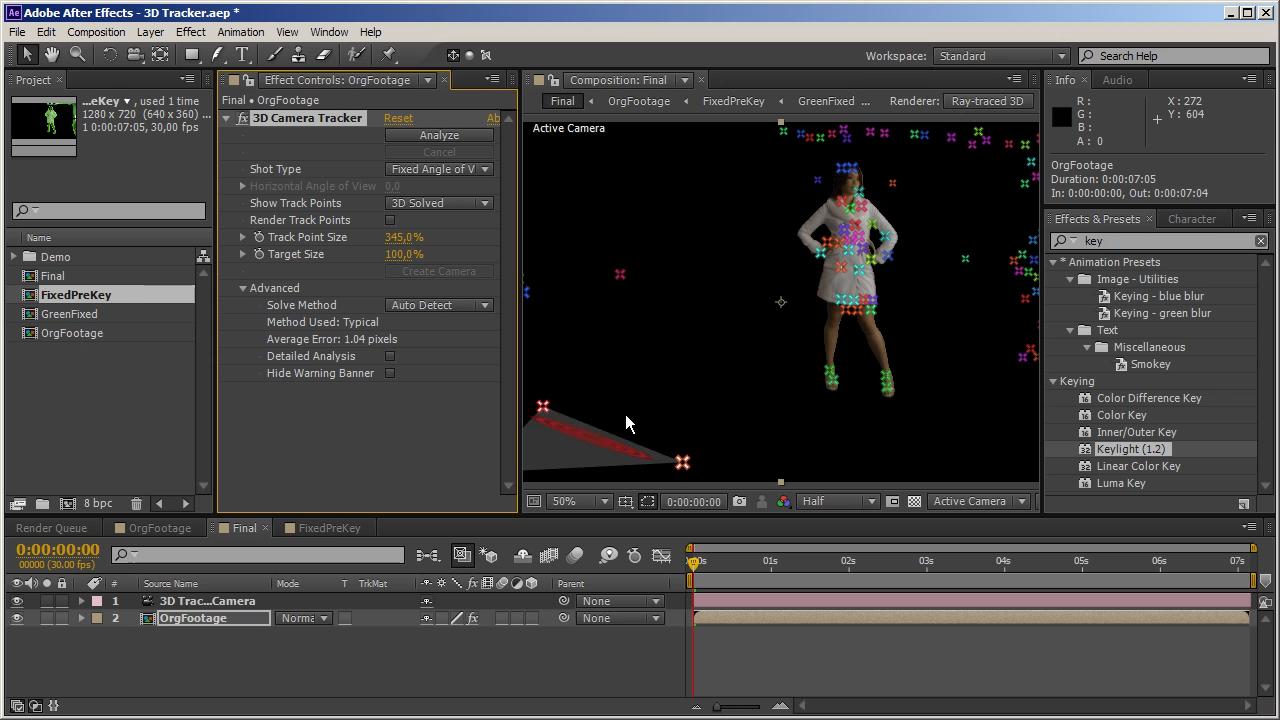 Adobe After Effects - 3D Tracker.aep *
File Edit Composition Layer Effect Animation View Window Help
Workspace: Standard Search Help
Project
...eKey , used 1 time
1280 x 720 (640 x 360) ...
1 0:00:07:05, 30,00 fps)
Name
Demo
Final
FixedPreKey
GreenFixed
OrgFootage
8 bpc
Effect Controls: OrgFootage
Final • OrgFootage
fx 3D Camera Tracker Reset Ab
Analyze
Cancel
Shot Type Fixed Angle of V
Horizontal Angle of View 0,0
Show Track Points 3D Solved
Render Track Points
Track Point Size 345,0%
Target Size 100,0%
Create Camera
Advanced
Solve Method Auto Detect
Method Used: Typical
Average Error: 1.04 pixels
Detailed Analysis
Hide Warning Banner
Composition: Final
Final OrgFootage FixedPreKey GreenFixed ... Renderer: Ray-traced 3D
Active Camera
50% 0:00:00:00 Half Active Camera
Info Audio
R : X : 272
G : Y : 604
B :
A : 0
OrgFootage
Duration: 0:00:07:05
In: 0:00:00:00, Out: 0:00:07:04
Effects & Presets Character
key
* Animation Presets
Image - Utilities
Keying - blue blur
Keying - green blur
Text
Miscellaneous
Smokey
Keying
Color Difference Key
Color Key
Inner/Outer Key
Keylight (1.2)
Linear Color Key
Luma Key
Render Queue OrgFootage Final FixedPreKey
0:00:00:00
00000 (30.00 fps)
# Source Name Mode T TrkMat Parent
0s 01s 02s 03s 04s 05s 06s 07s
1 3D Trac...Camera None
2 OrgFootage Norma None